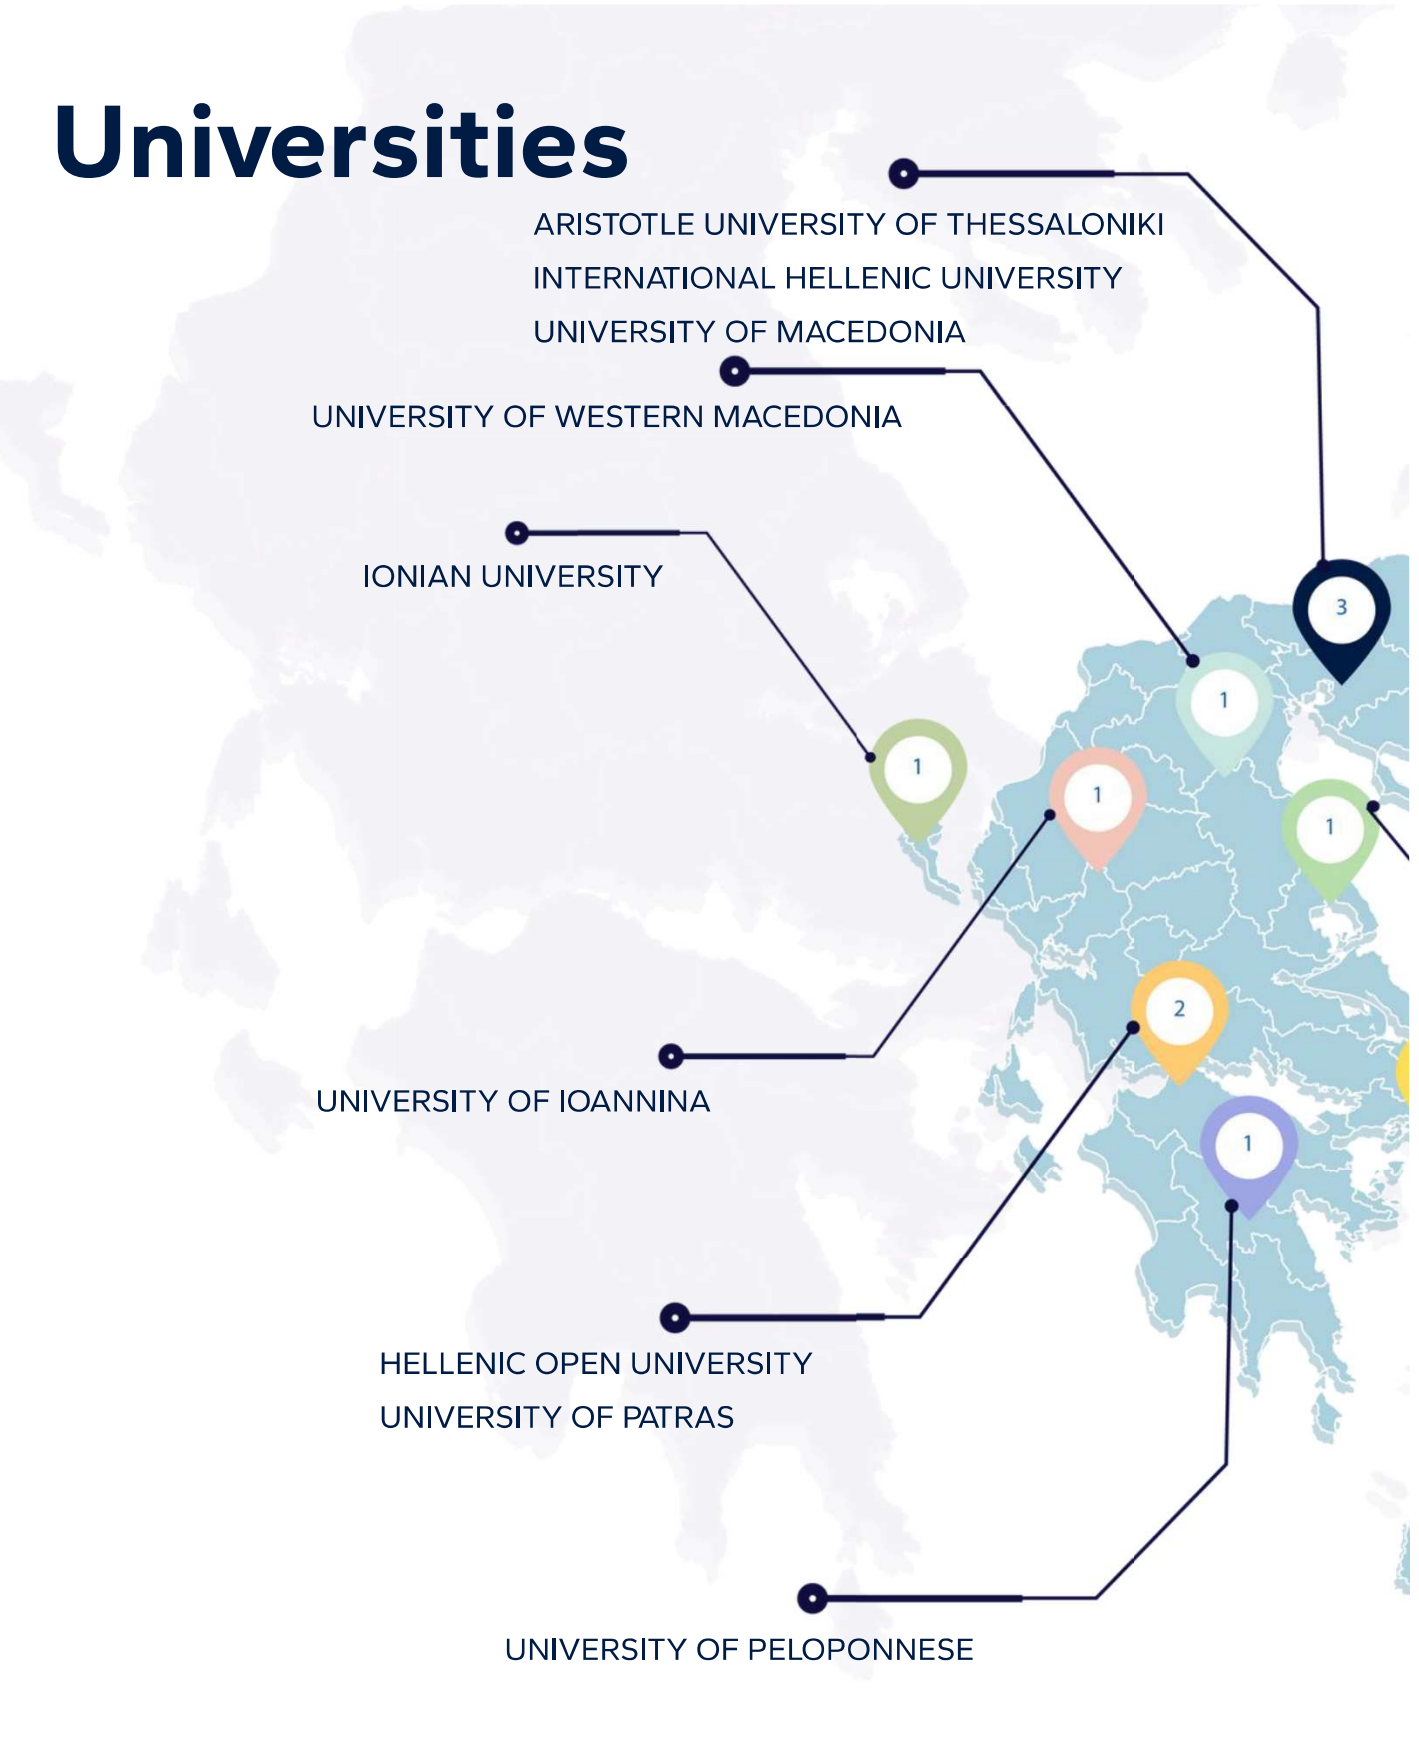 Universities
ARISTOTLE UNIVERSITY OF THESSALONIKI
INTERNATIONAL HELLENIC UNIVERSITY
UNIVERSITY OF MACEDONIA
UNIVERSITY OF WESTERN MACEDONIA
IONIAN UNIVERSITY
3
1
1
1
1
2
UNIVERSITY OF IOANNINA
1
HELLENIC OPEN UNIVERSITY
UNIVERSITY OF PATRAS
UNIVERSITY OF PELOPONNESE